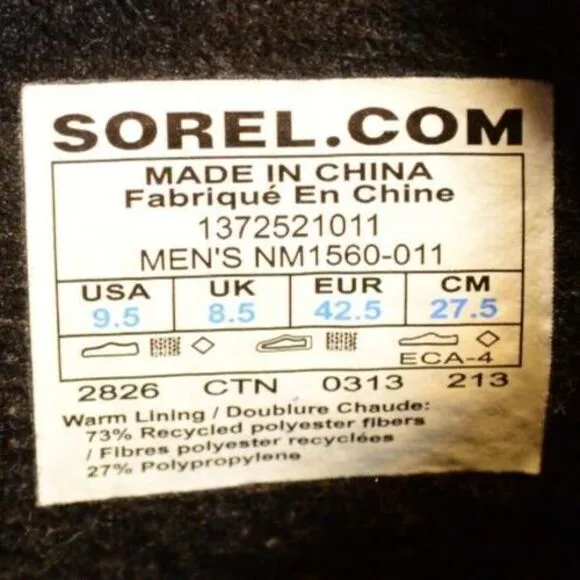 SOREL.COM
MADE IN CHINA
Fabriqué En Chine
1372521011
MEN'S NM1560-011
USA UK EUR CM
9.5 8.5 42.5 27.5
ECA-4
2826 CTN 0313 213
Warm Lining / Doublure Chaude:
73% Recycled polyester fibers
/ Fibres polyester recyclées
27% Polypropylene